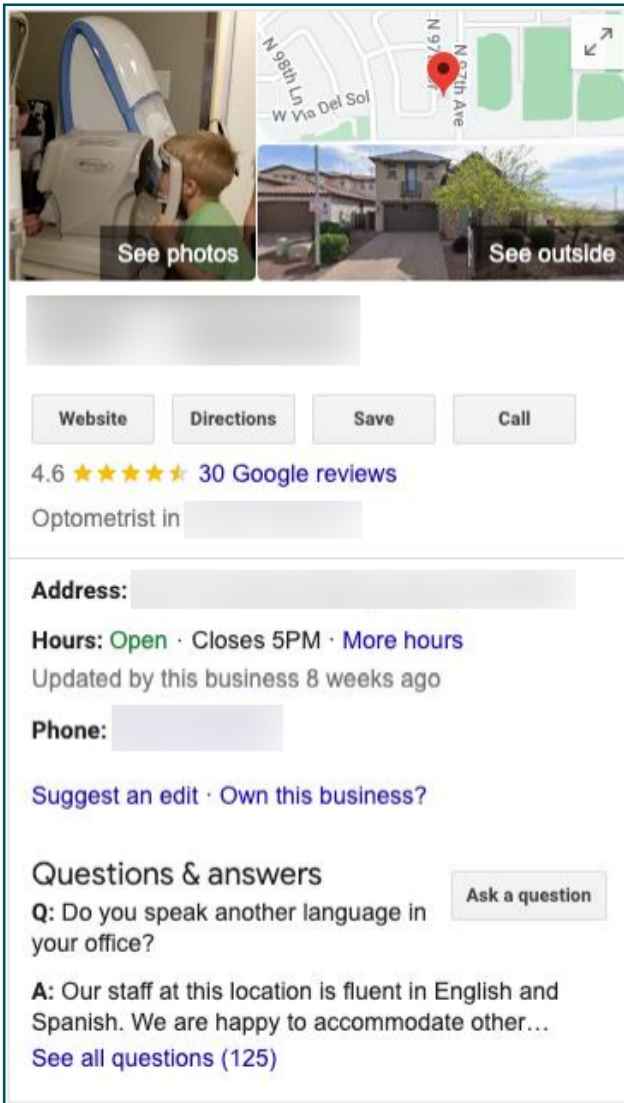 N 98th Ln
N 97th
N 97th Ave
W Via Del Sol
See photos
See outside
Website
Directions
Save
Call
4.6
30 Google reviews
Optometrist in
Address:
Hours: Open · Closes 5PM · More hours
Updated by this business 8 weeks ago
Phone:
Suggest an edit · Own this business?
Questions & answers
Ask a question
Q: Do you speak another language in
your office?
A: Our staff at this location is fluent in English and
Spanish. We are happy to accommodate other…
See all questions (125)